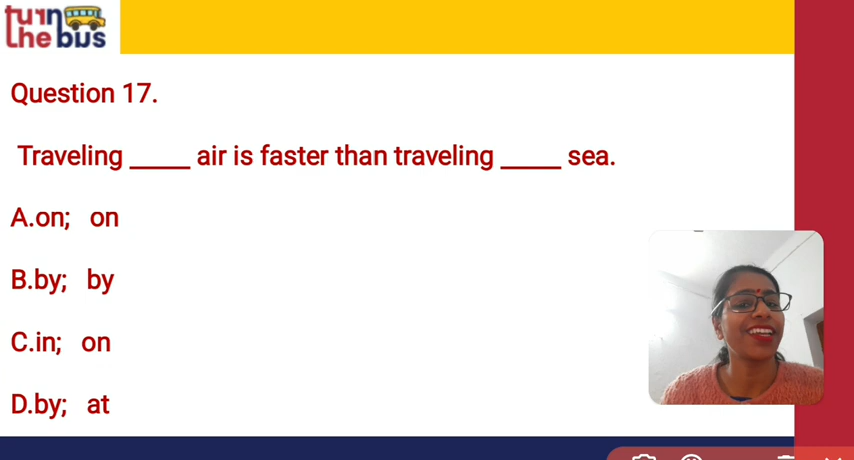 turn
the bus
Question 17.
Traveling _____ air is faster than traveling _____ sea.
A.on; on
B.by; by
C.in; on
D.by; at